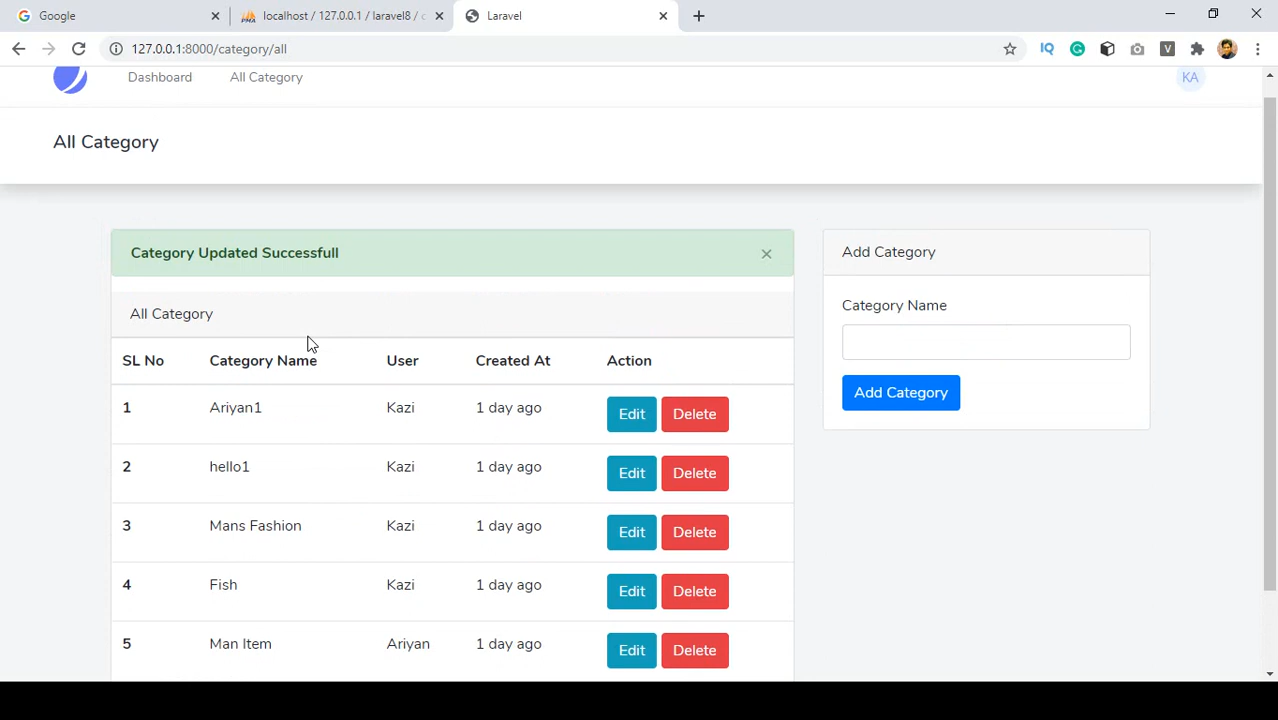 Google
localhost / 127.0.0.1 / laravel8 / c
Laravel
127.0.0.1:8000/category/all
IQ
V
Dashboard All Category
KA
All Category
Category Updated Successfull ×
All Category
SL No Category Name User Created At Action
1 Ariyan1 Kazi 1 day ago Edit Delete
2 hello1 Kazi 1 day ago Edit Delete
3 Mans Fashion Kazi 1 day ago Edit Delete
4 Fish Kazi 1 day ago Edit Delete
5 Man Item Ariyan 1 day ago Edit Delete
Add Category
Category Name
Add Category